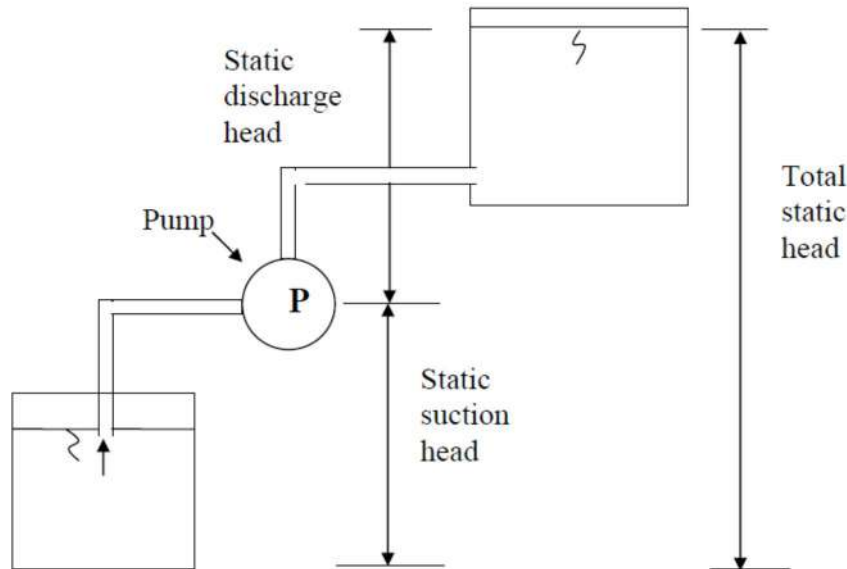 Static
discharge
head
Pump
P
Total
static
head
Static
suction
head